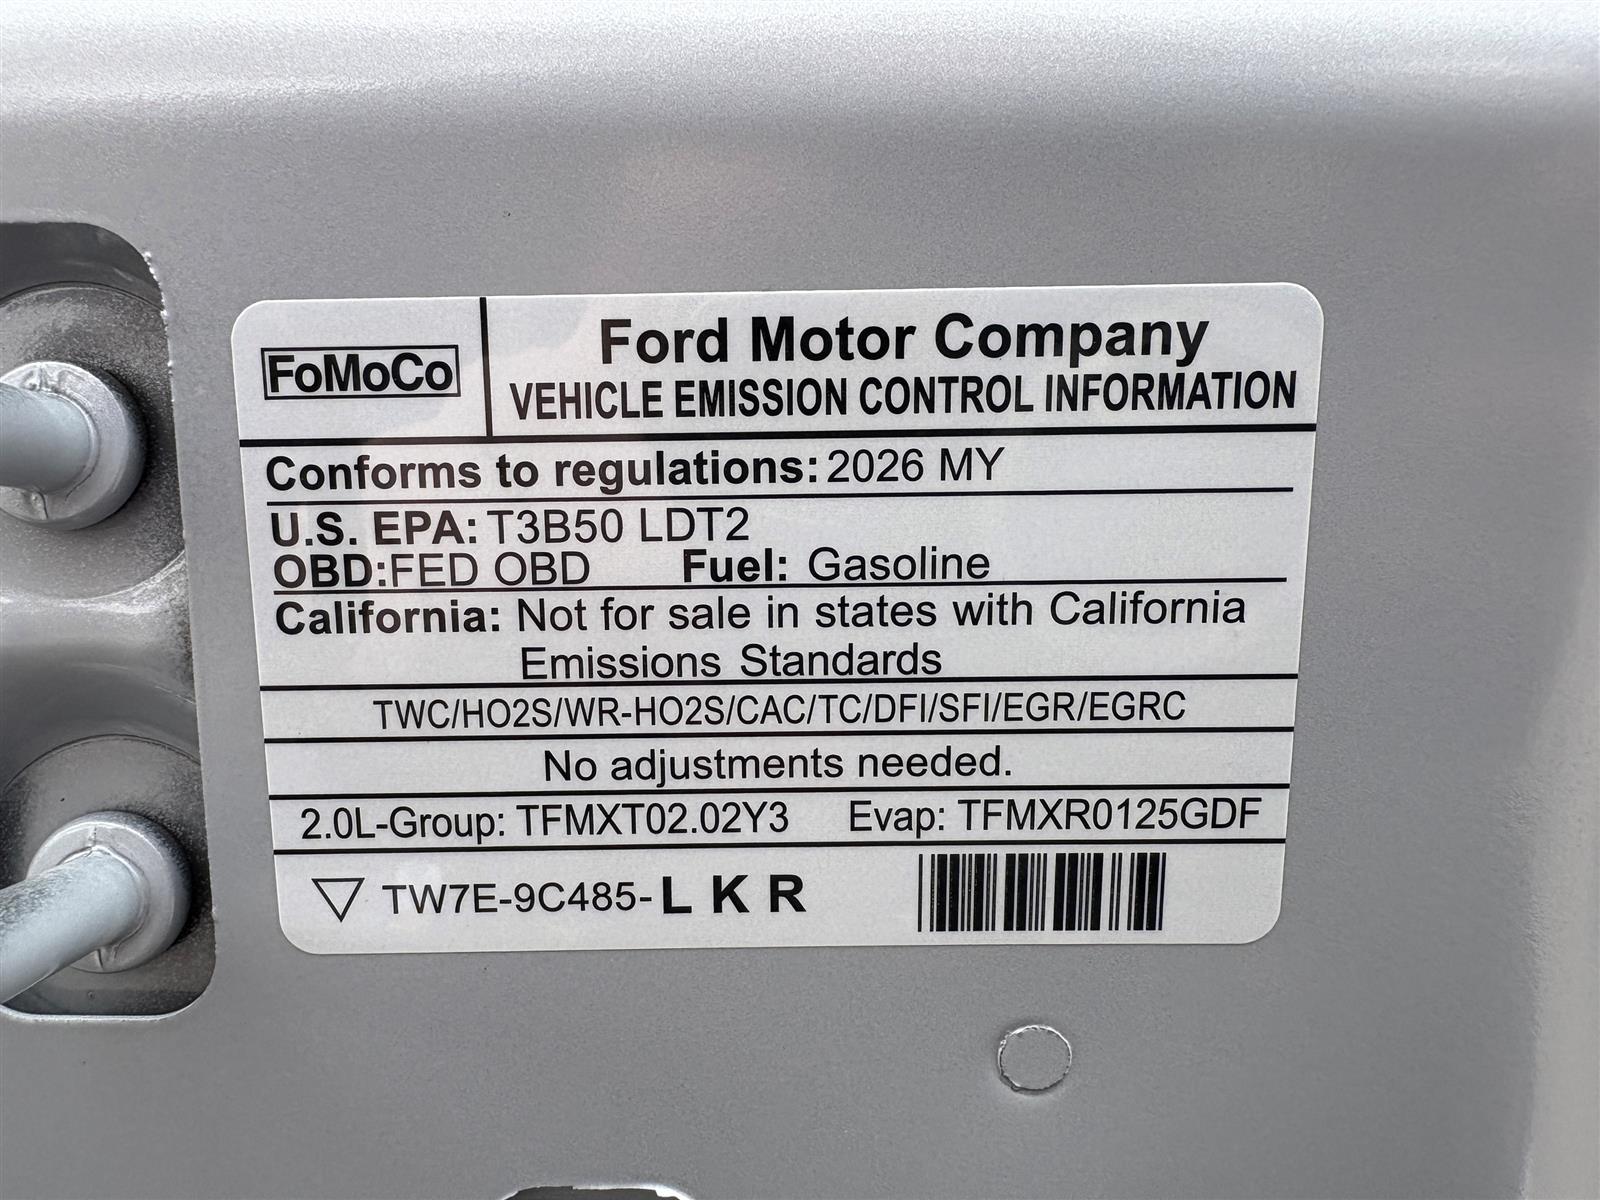 FoMoCo
Ford Motor Company
VEHICLE EMISSION CONTROL INFORMATION
Conforms to regulations: 2026 MY
U.S. EPA: T3B50 LDT2
OBD:FED OBD Fuel: Gasoline
California: Not for sale in states with California
Emissions Standards
TWC/HO2S/WR-HO2S/CAC/TC/DFI/SFI/EGR/EGRC
No adjustments needed.
2.0L-Group: TFMXT02.02Y3 Evap: TFMXR0125GDF
TW7E-9C485-L K R